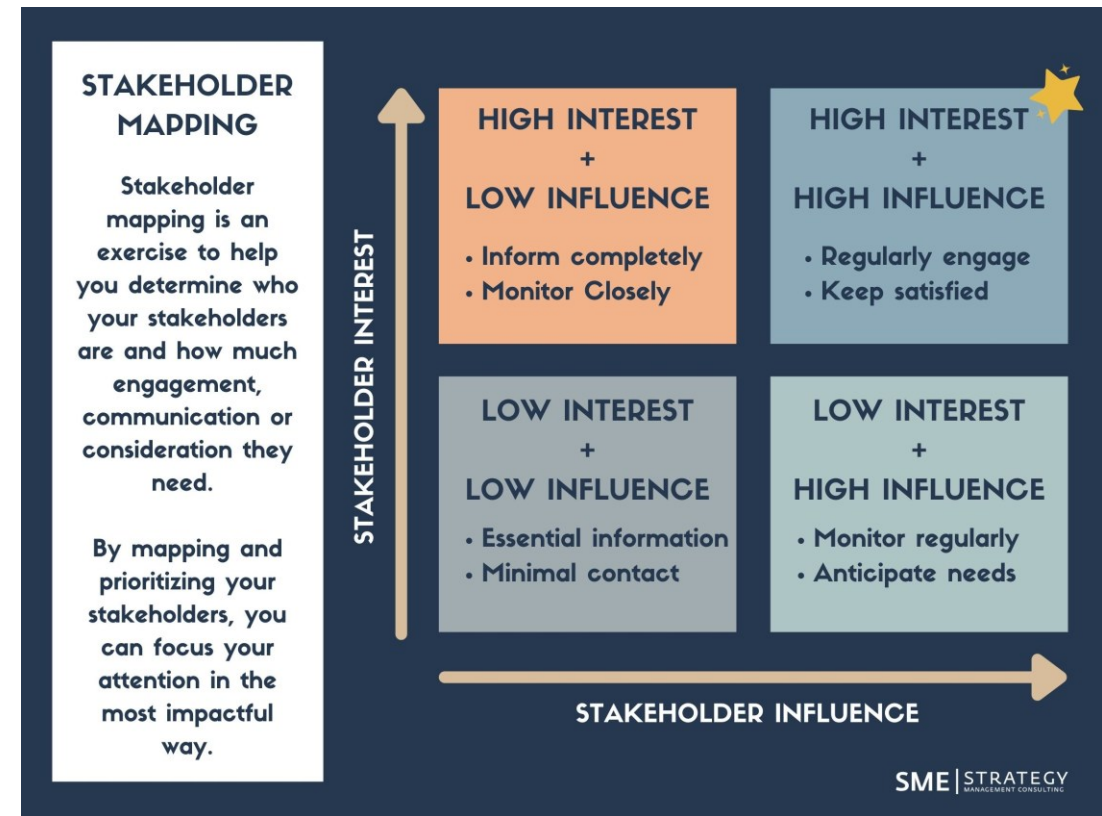 STAKEHOLDER
MAPPING
Stakeholder
mapping is an
exercise to help
you determine who
your stakeholders
are and how much
engagement,
communication or
consideration they
need.
By mapping and
prioritizing your
stakeholders, you
can focus your
attention in the
most impactful
way.
STAKEHOLDER INTEREST
HIGH INTEREST
+
LOW INFLUENCE
• Inform completely
• Monitor Closely
HIGH INTEREST
+
HIGH INFLUENCE
• Regularly engage
• Keep satisfied
LOW INTEREST
+
LOW INFLUENCE
• Essential information
• Minimal contact
LOW INTEREST
+
HIGH INFLUENCE
• Monitor regularly
• Anticipate needs
STAKEHOLDER INFLUENCE
SME | STRATEGY
MANAGEMENT CONSULTING